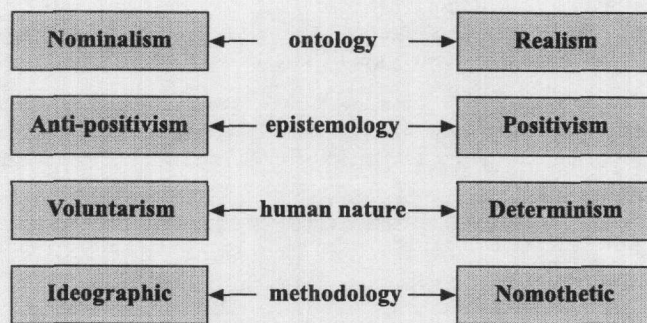 Nominalism ontology Realism
Anti-positivism epistemology Positivism
Voluntarism human nature Determinism
Ideographic methodology Nomothetic